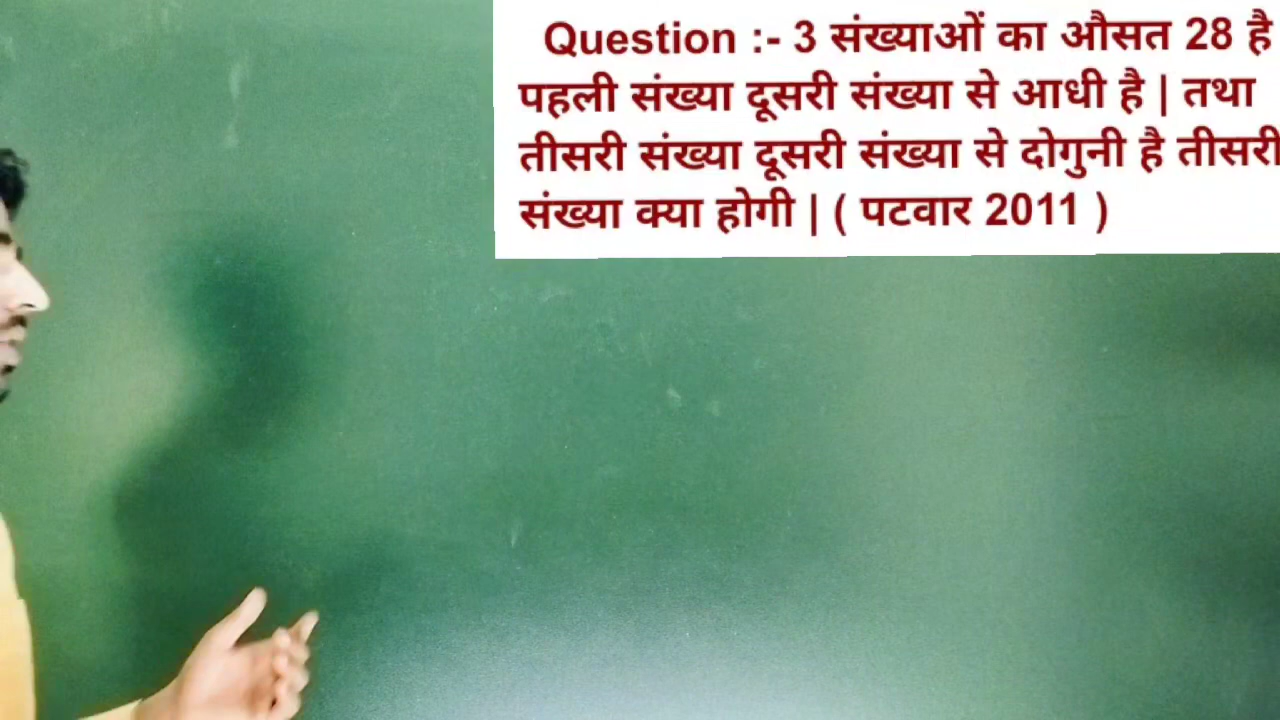 Question :- 3 संख्याओं का औसत 28 है
पहली संख्या दूसरी संख्या से आधी है | तथा
तीसरी संख्या दूसरी संख्या से दोगुनी है तीसरी
संख्या क्या होगी | ( पटवार 2011 )